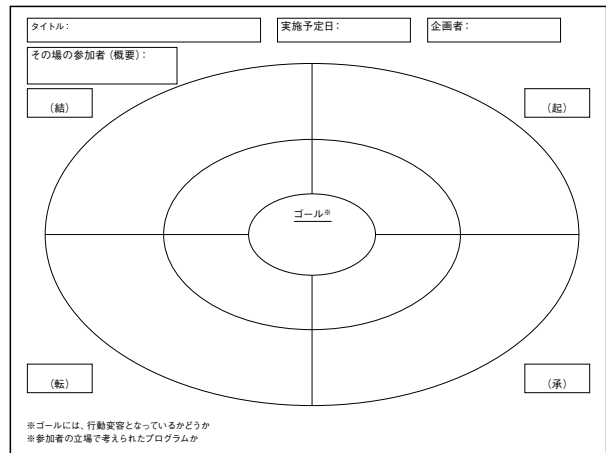 タイトル：
実施予定日：
企画者：
その場の参加者（概要）：
（結）
（起）
ゴール※
（転）
（承）
※ゴールには、行動変容となっているかどうか
※参加者の立場で考えられたプログラムか